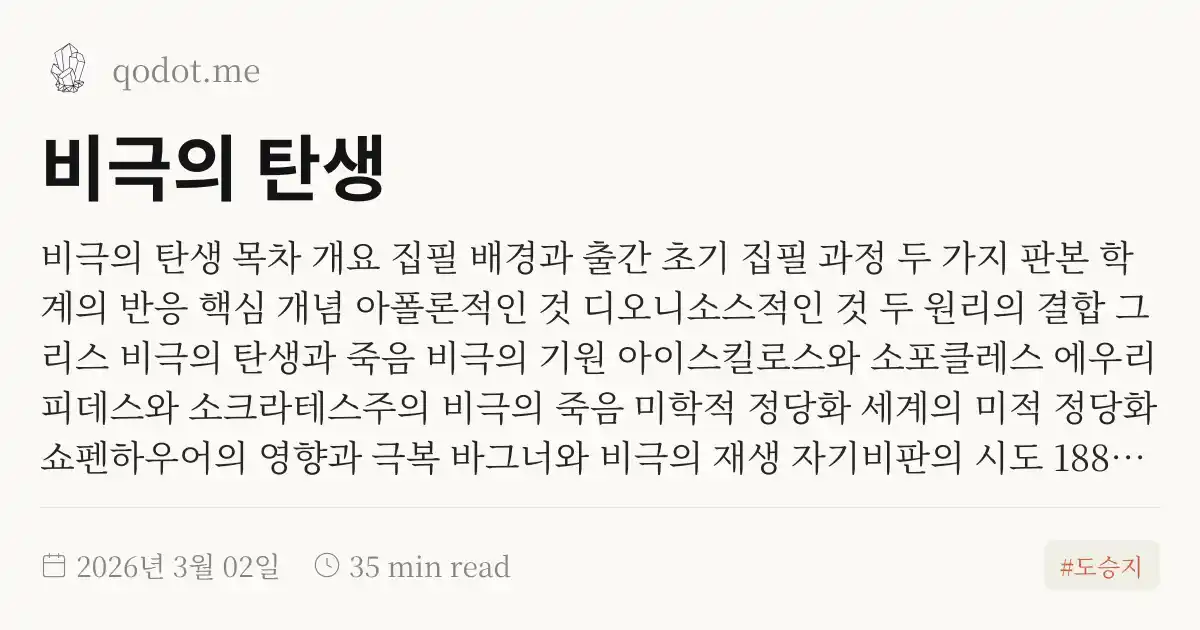 qodot.me
비극의 탄생
비극의 탄생 목차 개요 집필 배경과 출간 초기 집필 과정 두 가지 판본 학
계의 반응 핵심 개념 아폴론적인 것 디오니소스적인 것 두 원리의 결합 그
리스 비극의 탄생과 죽음 비극의 기원 아이스킬로스와 소포클레스 에우리
피데스와 소크라테스주의 비극의 죽음 미학적 정당화 세계의 미적 정당화
쇼펜하우어의 영향과 극복 바그너와 비극의 재생 자기비판의 시도 188…
2026년 3월 02일 35 min read #도승지